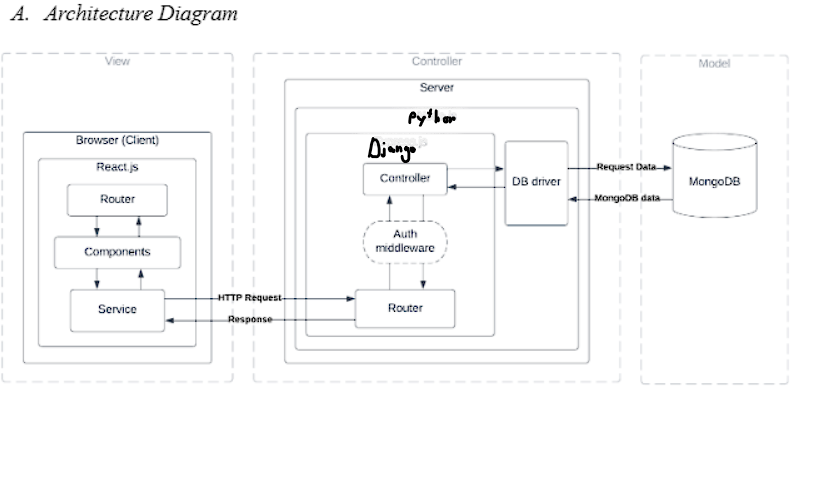 A. Architecture Diagram
View
Controller
Model
Server
Python
Browser (Client)
React.js
Router
Components
Service
Django
Controller
Auth
middleware
Router
DB driver
HTTP Request
Response
Request Data
MongoDB data
MongoDB